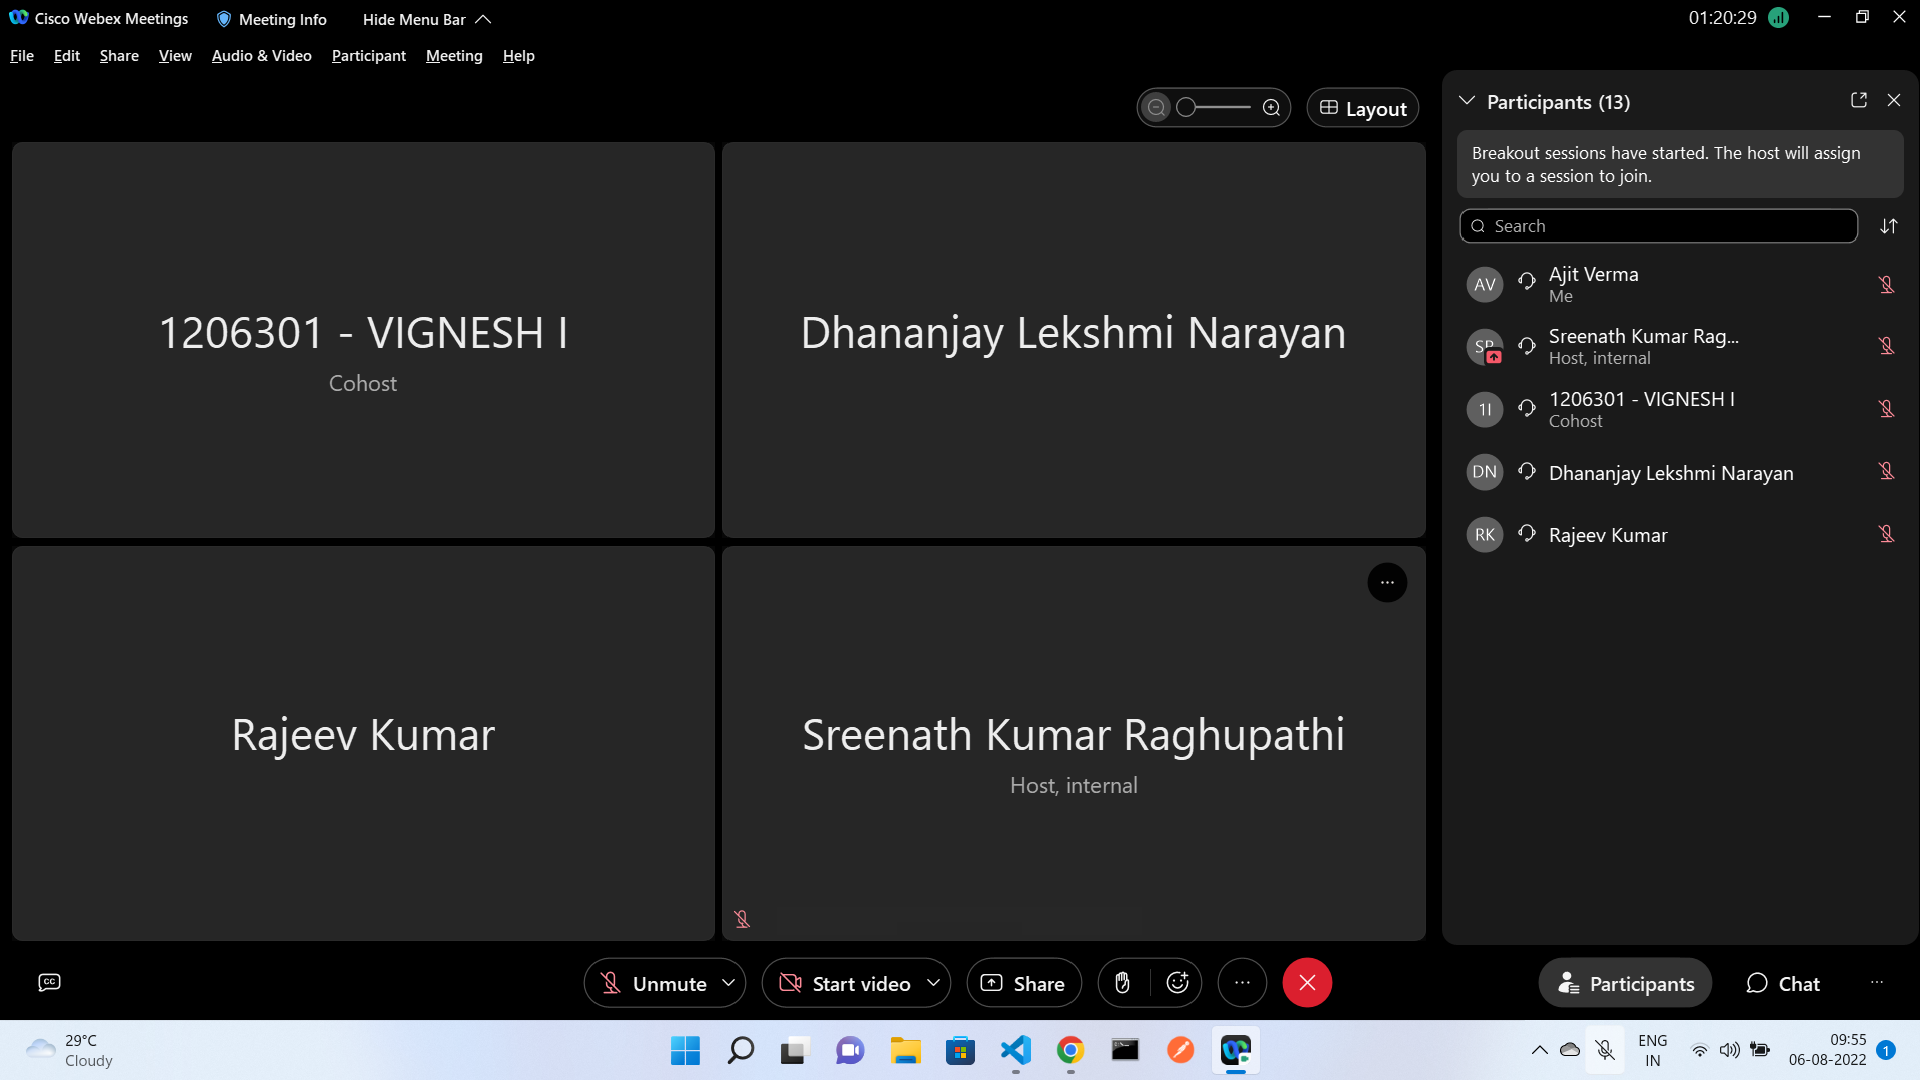 Cisco Webex Meetings
Meeting Info
Hide Menu Bar
01:20:29
File Edit Share View Audio & Video Participant Meeting Help
Layout
1206301 - VIGNESH I
Cohost
Dhananjay Lekshmi Narayan
Rajeev Kumar
Sreenath Kumar Raghupathi
Host, internal
Participants (13)
Breakout sessions have started. The host will assign
you to a session to join.
Search
AV
Ajit Verma
Me
Sreenath Kumar Rag...
Host, internal
1I
1206301 - VIGNESH I
Cohost
DN
Dhananjay Lekshmi Narayan
RK
Rajeev Kumar
CC
Unmute
Start video
Share
Participants
Chat
29°C
Cloudy
ENG
IN
09:55
06-08-2022
1